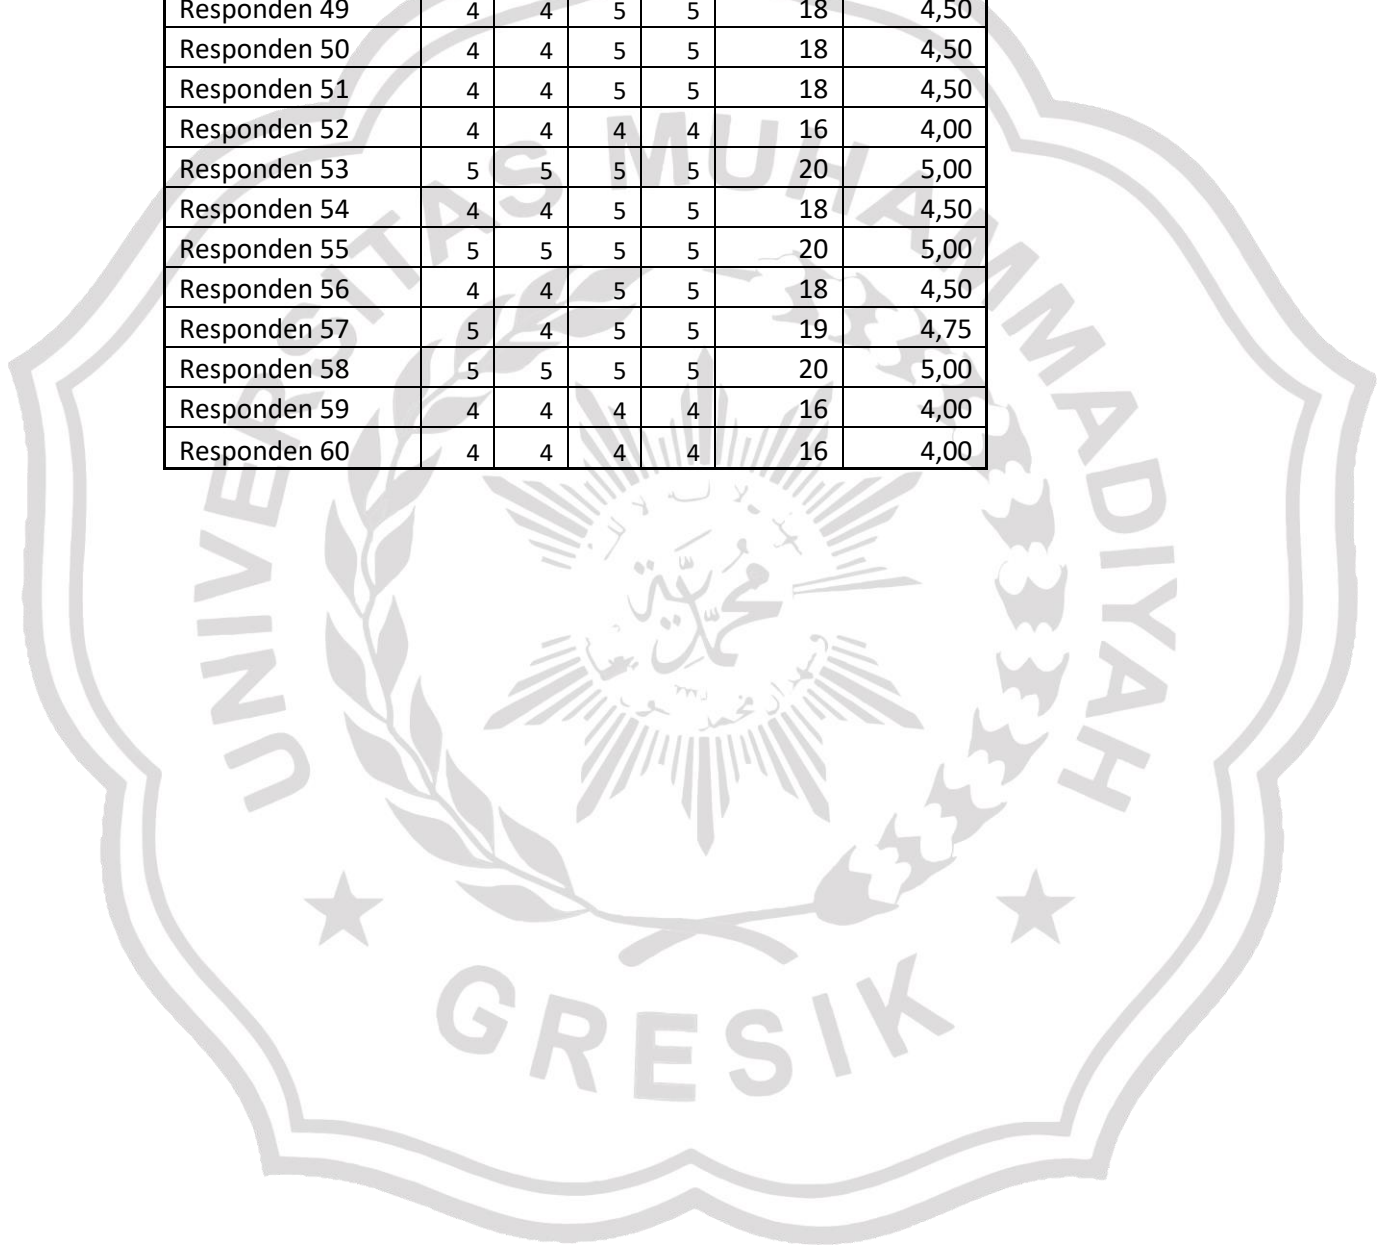 Responden 49 4 4 5 5 18 4,50
Responden 50 4 4 5 5 18 4,50
Responden 51 4 4 5 5 18 4,50
Responden 52 4 4 4 4 16 4,00
Responden 53 5 5 5 5 20 5,00
Responden 54 4 4 5 5 18 4,50
Responden 55 5 5 5 5 20 5,00
Responden 56 4 4 5 5 18 4,50
Responden 57 5 4 5 5 19 4,75
Responden 58 5 5 5 5 20 5,00
Responden 59 4 4 4 4 16 4,00
Responden 60 4 4 4 4 16 4,00
UNIVERSITAS MUHAMMADIYAH
محمدية
GRESIK